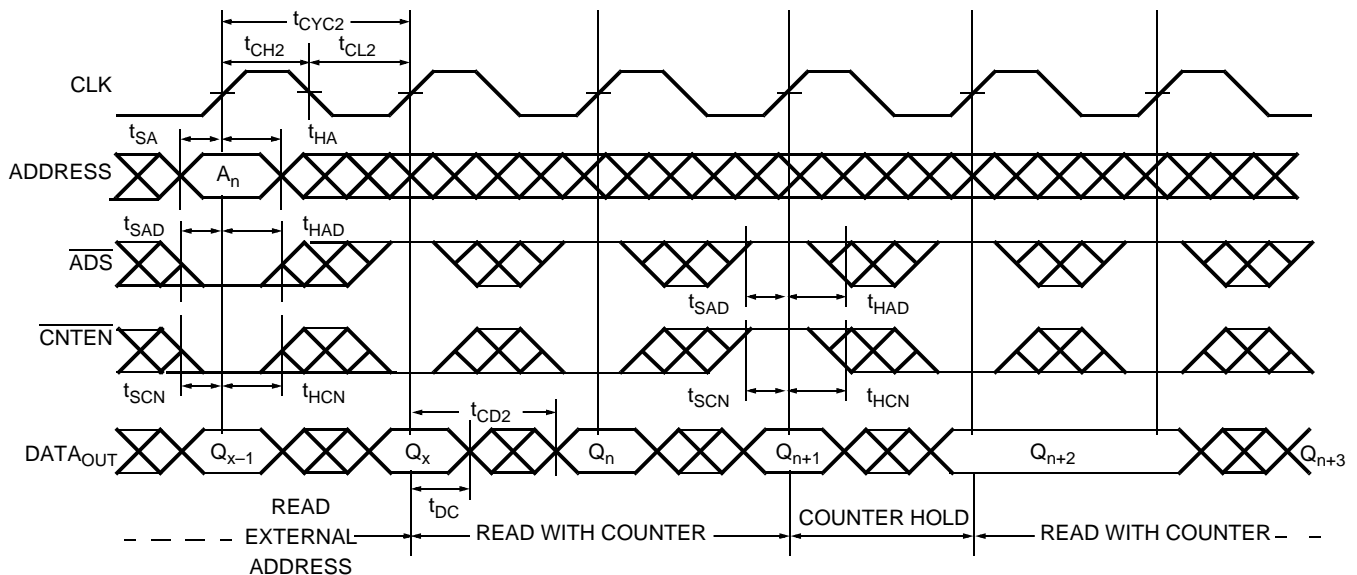 tCYC2
tCH2 tCL2
CLK
tSA tHA
ADDRESS An
tSAD tHAD
ADS
tSAD tHAD
CNTEN
tSCN tHCN tSCN tHCN
tCD2
DATAOUT Qx–1 Qx Qn Qn+1 Qn+2 Qn+3
tDC
READ
EXTERNAL
ADDRESS
READ WITH COUNTER
COUNTER HOLD
READ WITH COUNTER